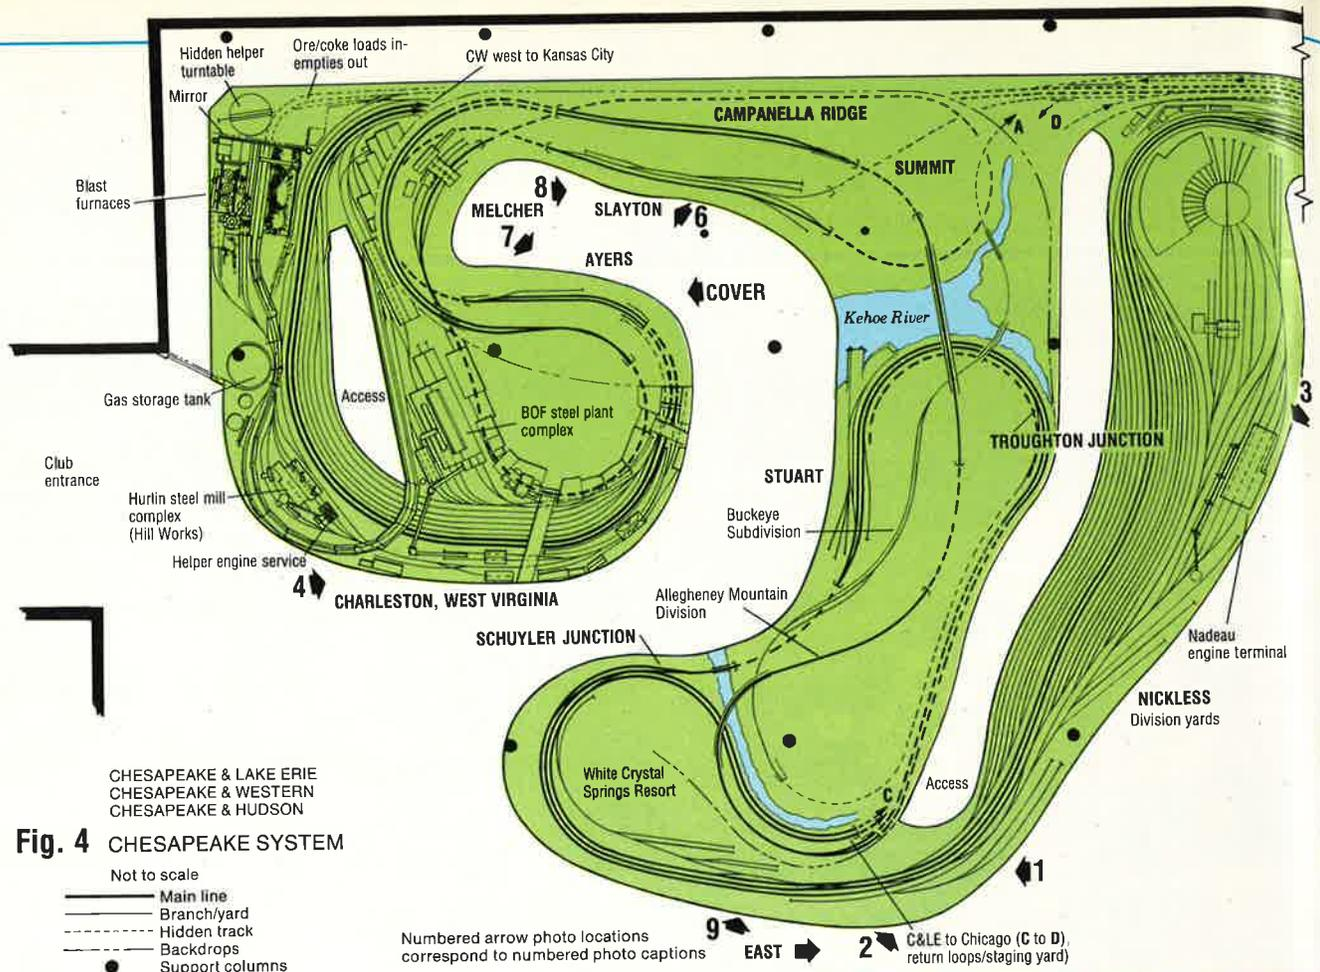 Hidden helper
turntable
Ore/coke loads in-
empties out
CW west to Kansas City
Mirror
CAMPANELLA RIDGE
A
D
SUMMIT
Blast
furnaces
8
MELCHER
SLAYTON
6
7
AYERS
COVER
Kehoe River
3
Gas storage tank
Access
BOF steel plant
complex
TROUGHTON JUNCTION
Club
entrance
STUART
Hurlin steel mill
complex
(Hill Works)
Buckeye
Subdivision
Helper engine service
4
CHARLESTON, WEST VIRGINIA
Allegheney Mountain
Division
SCHUYLER JUNCTION
Nadeau
engine terminal
NICKLESS
Division yards
White Crystal
Springs Resort
Access
C
CHESAPEAKE & LAKE ERIE
CHESAPEAKE & WESTERN
CHESAPEAKE & HUDSON
Fig. 4 CHESAPEAKE SYSTEM
Not to scale
Main line
Branch/yard
Hidden track
Backdrops
Support columns
1
Numbered arrow photo locations
correspond to numbered photo captions
9
EAST
2
C&LE to Chicago (C to D),
return loops/staging yard)